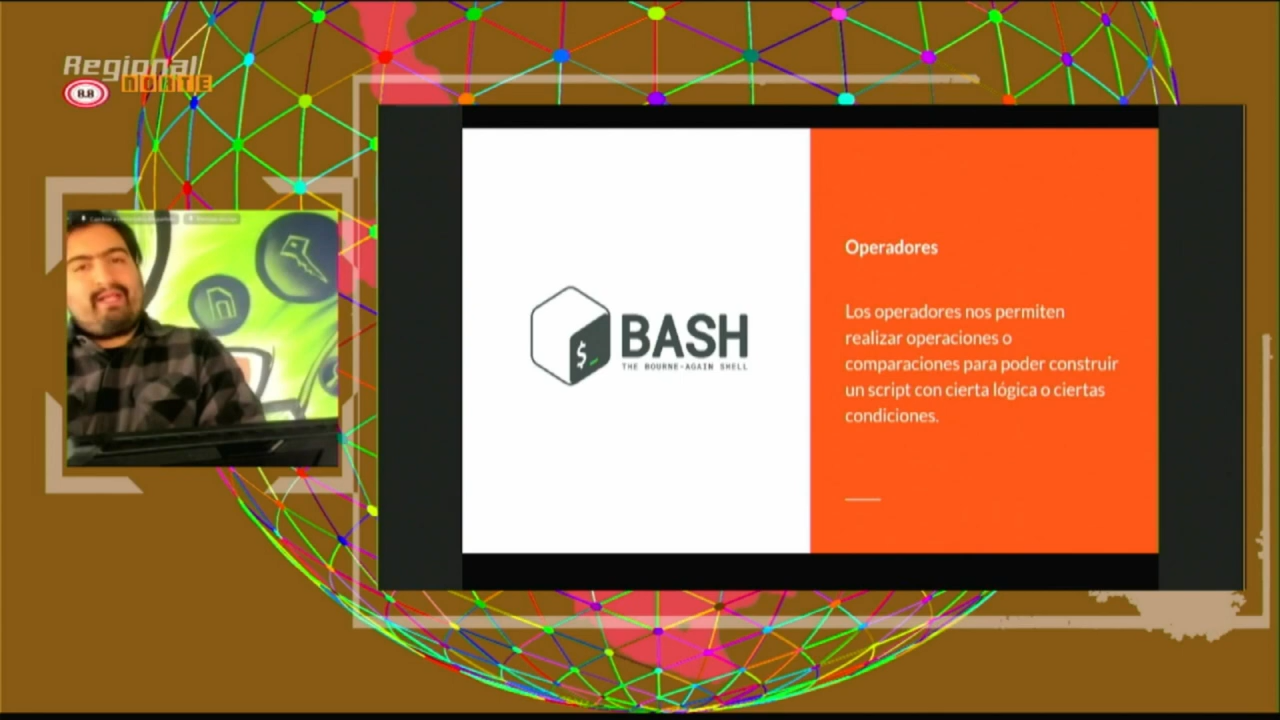 Regional
NORTE
8.8
$_
BASH
THE BOURNE-AGAIN SHELL
Operadores
Los operadores nos permiten
realizar operaciones o
comparaciones para poder construir
un script con cierta lógica o ciertas
condiciones.